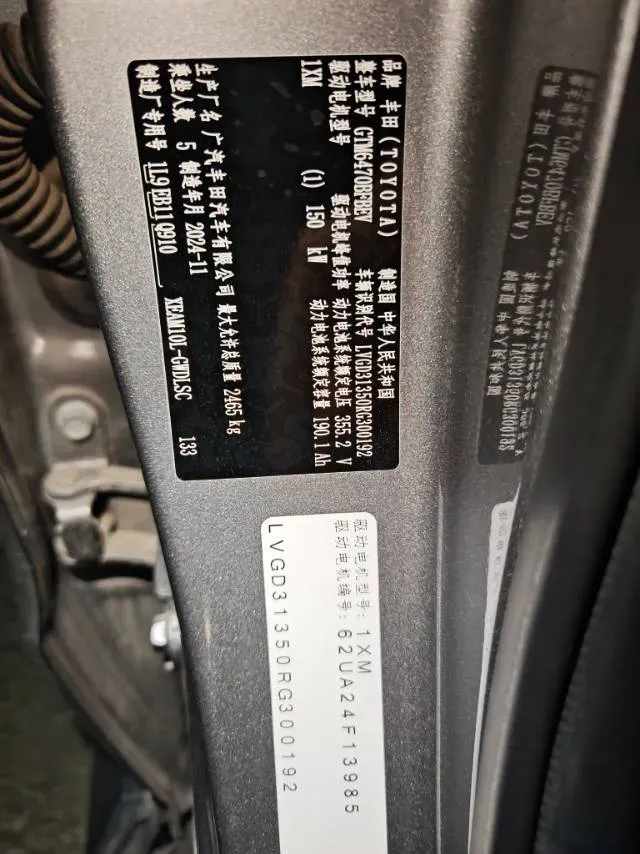 品牌 丰田(TOYOTA) 制造国 中华人民共和国
整车型号 GTM6470BFBEV 车辆识别代号 LVGD31350RG300192
驱动电机型号 驱动电机峰值功率 动力电池系统额定电压 355.2 V
1XM (1) 150 kW 动力电池系统额定容量 190.1 Ah
生产厂名 广汽丰田汽车有限公司 最大允许总质量 2465 kg
乘坐人数 5 制造年月 2024-11
制造厂专用号 1L9 EB11 Q910 XEAM10L-GWDLSC 133
驱动电机型号:1XM
驱动电机编号:62UA24F13985
LVGD31350RG300192